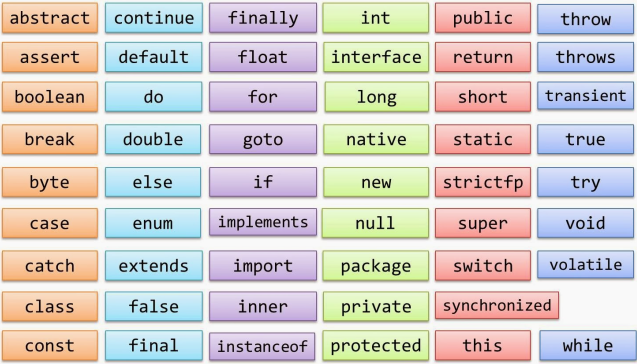 abstract continue finally int public throw
assert default float interface return throws
boolean do for long short transient
break double goto native static true
byte else if new strictfp try
case enum implements null super void
catch extends import package switch volatile
class false inner private synchronized
const final instanceof protected this while